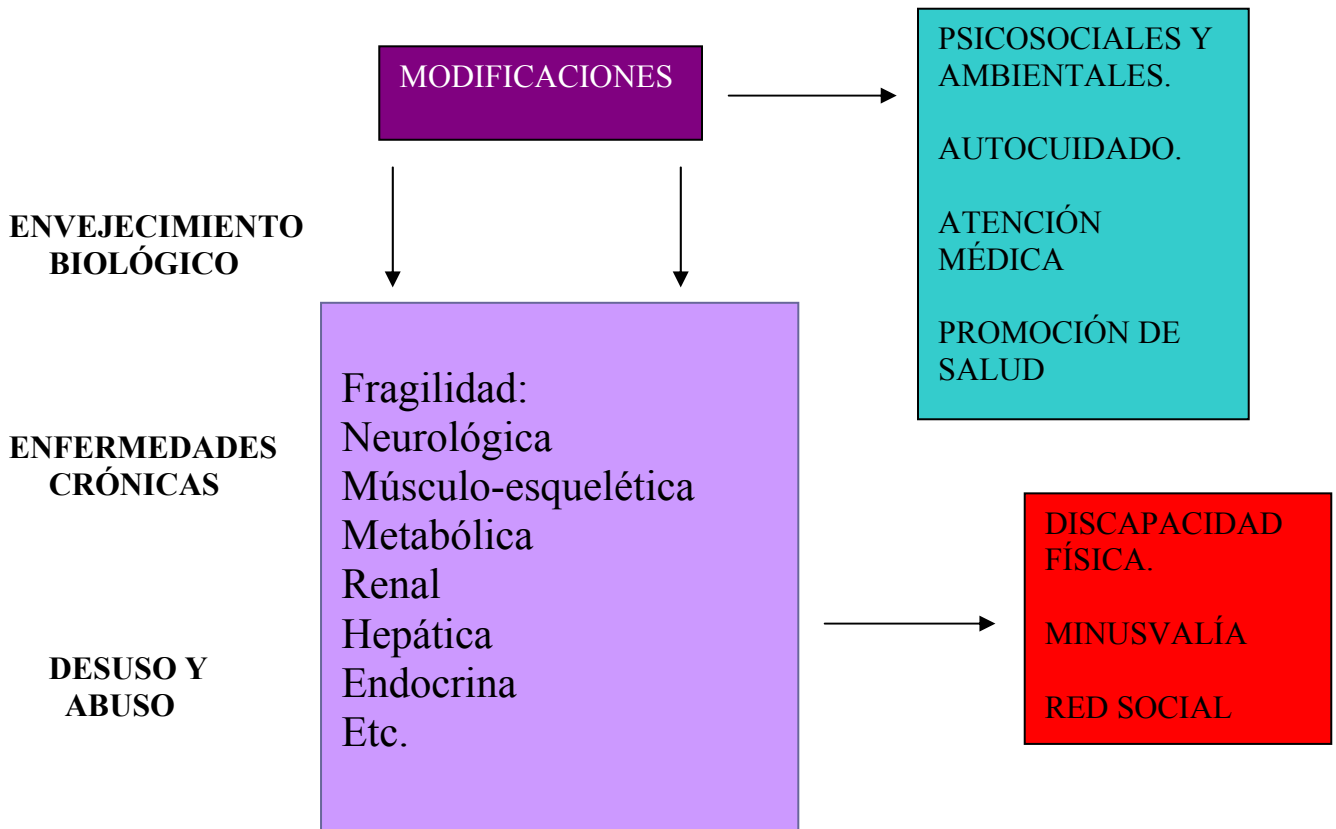 MODIFICACIONES
PSICOSOCIALES Y
AMBIENTALES.
AUTOCUIDADO.
ATENCIÓN
MÉDICA
PROMOCIÓN DE
SALUD
ENVEJECIMIENTO
BIOLÓGICO
ENFERMEDADES
CRÓNICAS
DESUSO Y
ABUSO
Fragilidad:
Neurológica
Músculo-esquelética
Metabólica
Renal
Hepática
Endocrina
Etc.
DISCAPACIDAD
FÍSICA.
MINUSVALÍA
RED SOCIAL